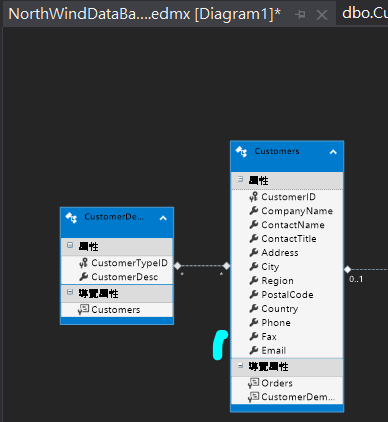 NorthWindDataBa....edmx [Diagram1]*
dbo.Cu
CustomerDe...
屬性
CustomerTypeID
CustomerDesc
導覽屬性
Customers
*
*
Customers
屬性
CustomerID
CompanyName
ContactName
ContactTitle
Address
City
Region
PostalCode
Country
Phone
Fax
Email
導覽屬性
Orders
CustomerDem...
0..1